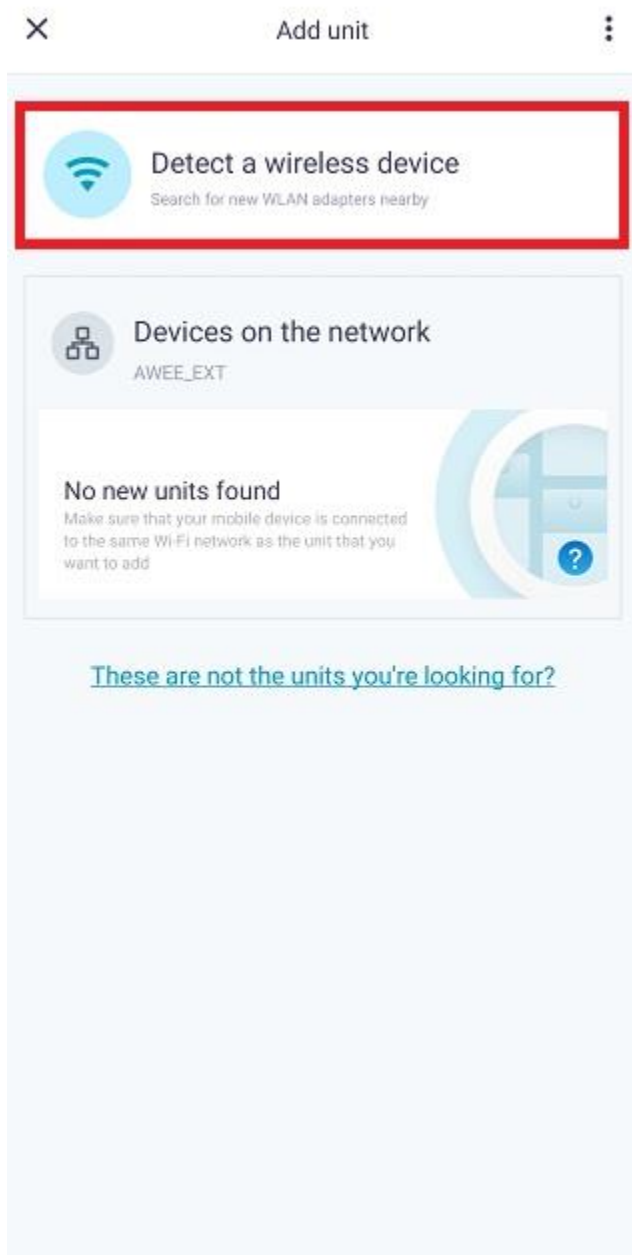 Add unit
Detect a wireless device
Search for new WLAN adapters nearby
Devices on the network
AWEE_EXT
No new units found
Make sure that your mobile device is connected
to the same Wi-Fi network as the unit that you
want to add
?
These are not the units you're looking for?